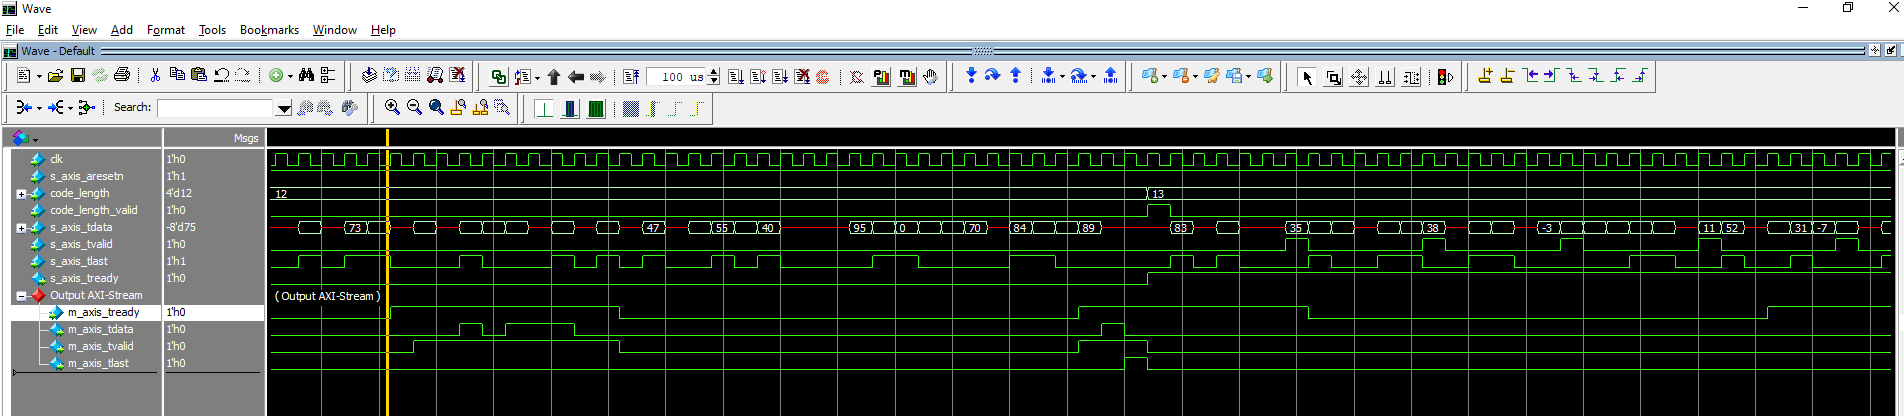 Wave
File Edit View Add Format Tools Bookmarks Window Help
Wave - Default
100 us
Search:
Msgs
clk 1'h0
s_axis_aresetn 1'h1
code_length 4'd12 12 13
code_length_valid 1'h0
s_axis_tdata -8'd75 73 47 55 40 95 0 70 84 89 83 35 38 -3 11 52 31 -7
s_axis_tvalid 1'h0
s_axis_tlast 1'h1
s_axis_tready 1'h0
Output AXI-Stream ( Output AXI-Stream )
m_axis_tready 1'h0
m_axis_tdata 1'h0
m_axis_tvalid 1'h0
m_axis_tlast 1'h0